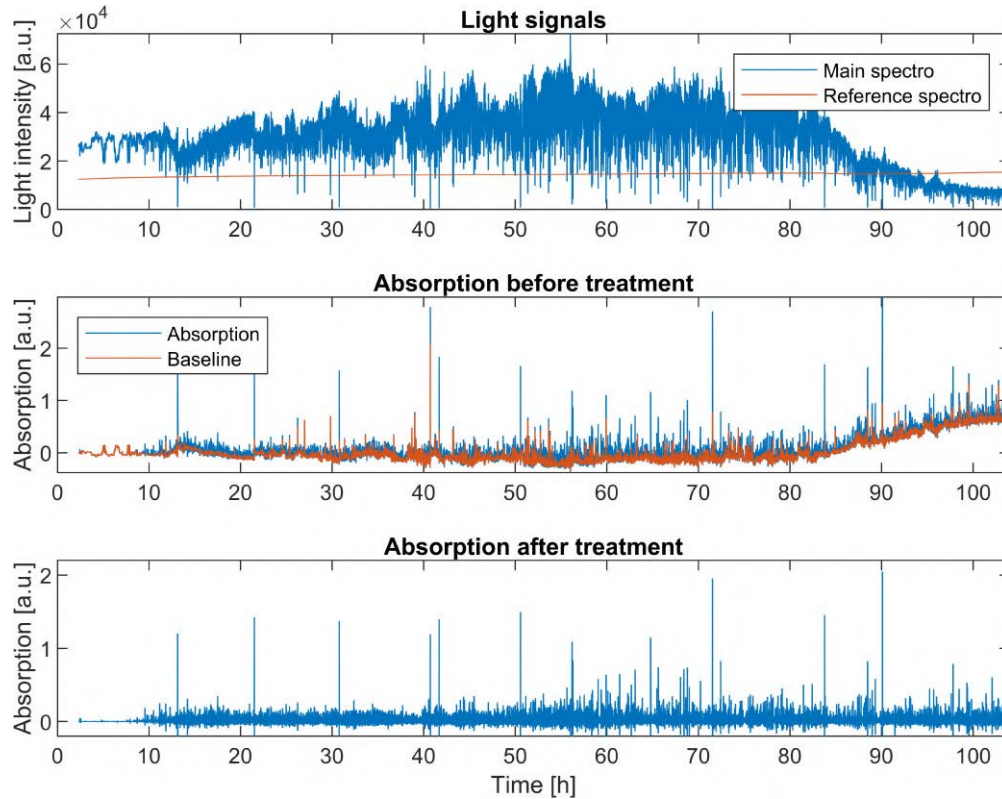 Light signals
×10⁴
Light intensity [a.u.]
6
4
2
0
Main spectro
Reference spectro
0 10 20 30 40 50 60 70 80 90 100
Absorption before treatment
Absorption [a.u.]
2
1
0
Absorption
Baseline
0 10 20 30 40 50 60 70 80 90 100
Absorption after treatment
Absorption [a.u.]
2
1
0
0 10 20 30 40 50 60 70 80 90 100
Time [h]